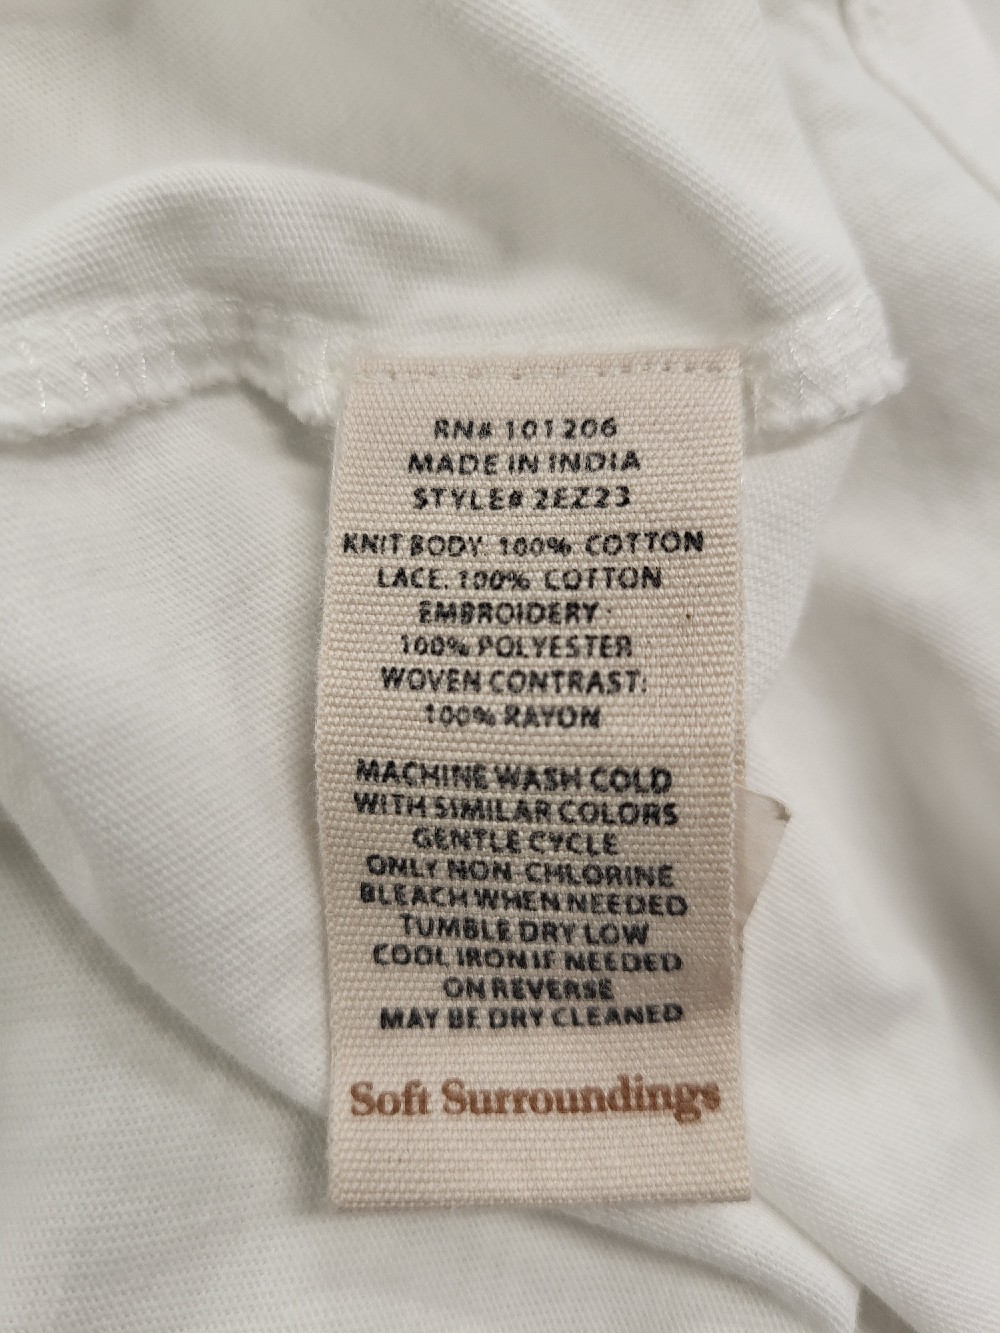 RN# 101206
MADE IN INDIA
STYLE# 2EZ23
KNIT BODY: 100% COTTON
LACE: 100% COTTON
EMBROIDERY:
100% POLYESTER
WOVEN CONTRAST:
100% RAYON
MACHINE WASH COLD
WITH SIMILAR COLORS
GENTLE CYCLE
ONLY NON-CHLORINE
BLEACH WHEN NEEDED
TUMBLE DRY LOW
COOL IRON IF NEEDED
ON REVERSE
MAY BE DRY CLEANED
Soft Surroundings